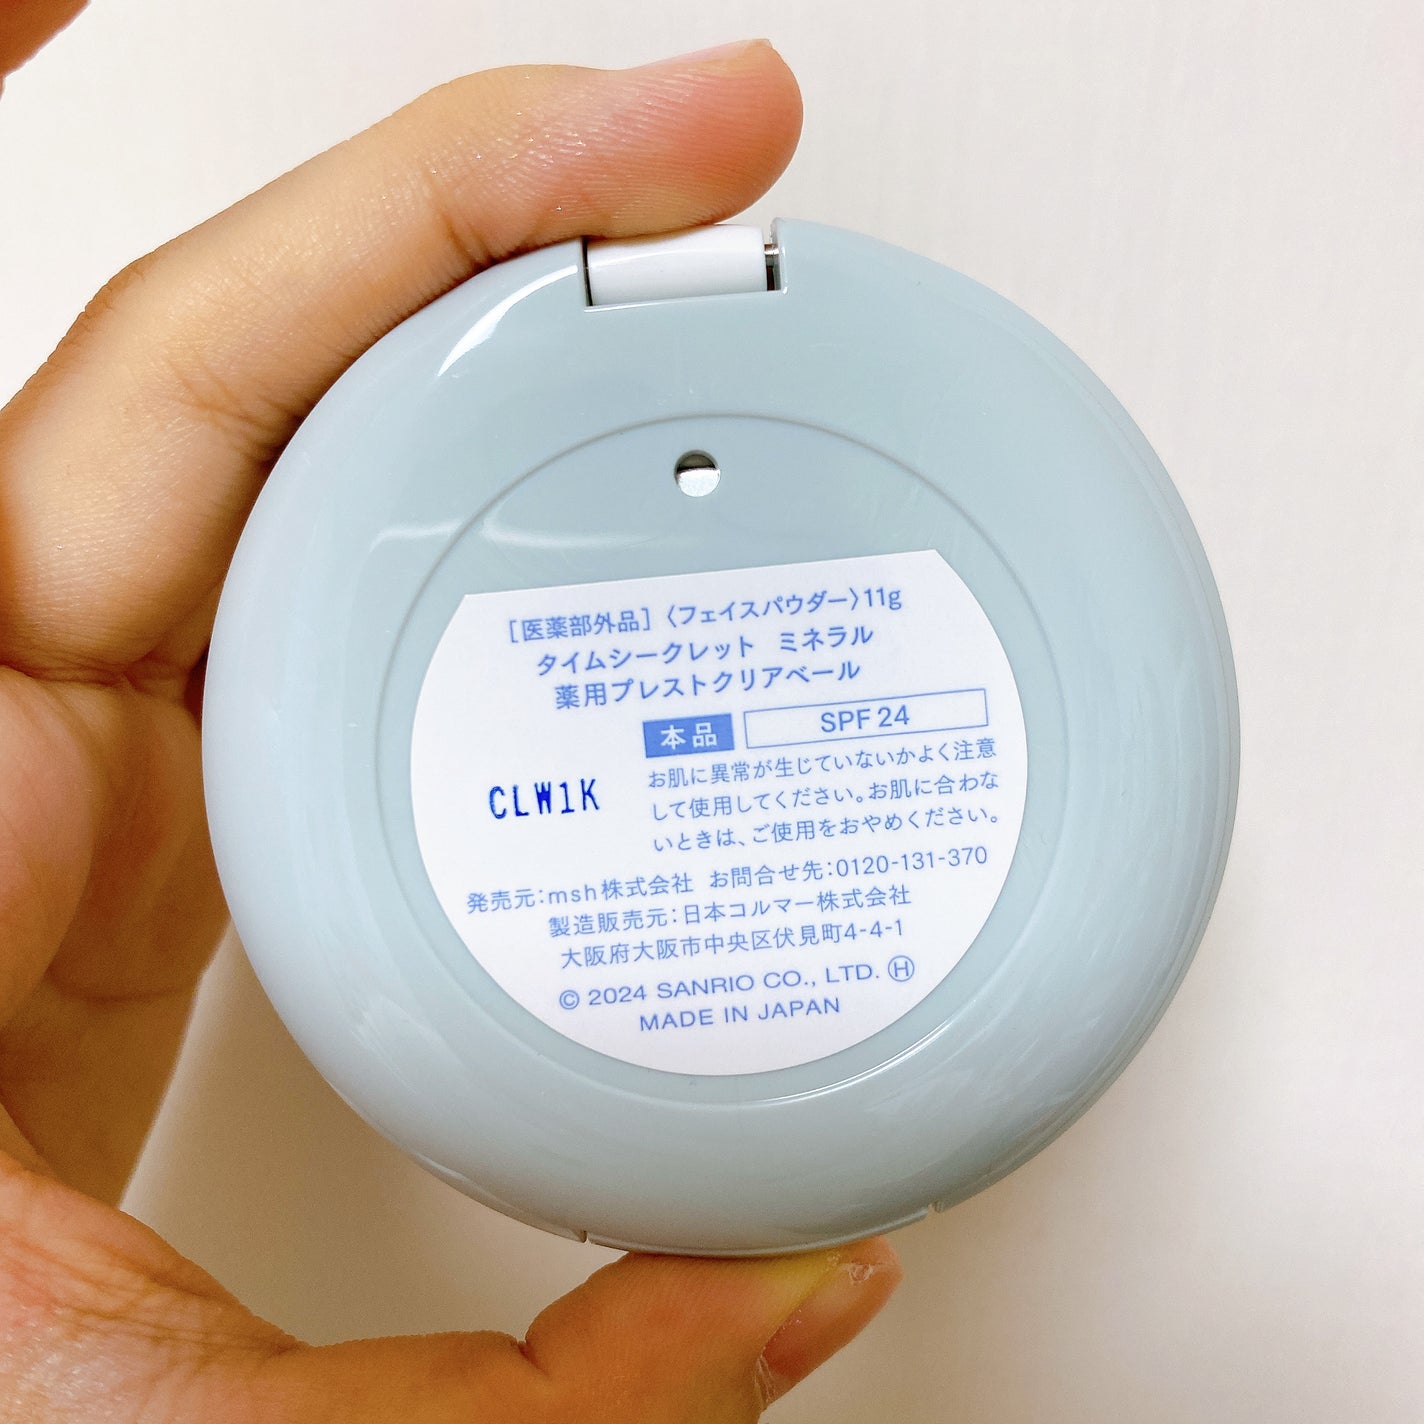 [医薬部外品]〈フェイスパウダー〉11g
タイムシークレット ミネラル
薬用プレストクリアベール
本品 SPF24
CLW1K
お肌に異常が生じていないかよく注意
して使用してください。お肌に合わな
いときは、ご使用をおやめください。
発売元:msh株式会社 お問合せ先:0120-131-370
製造販売元:日本コルマー株式会社
大阪府大阪市中央区伏見町4-4-1
© 2024 SANRIO CO., LTD. Ⓗ
MADE IN JAPAN